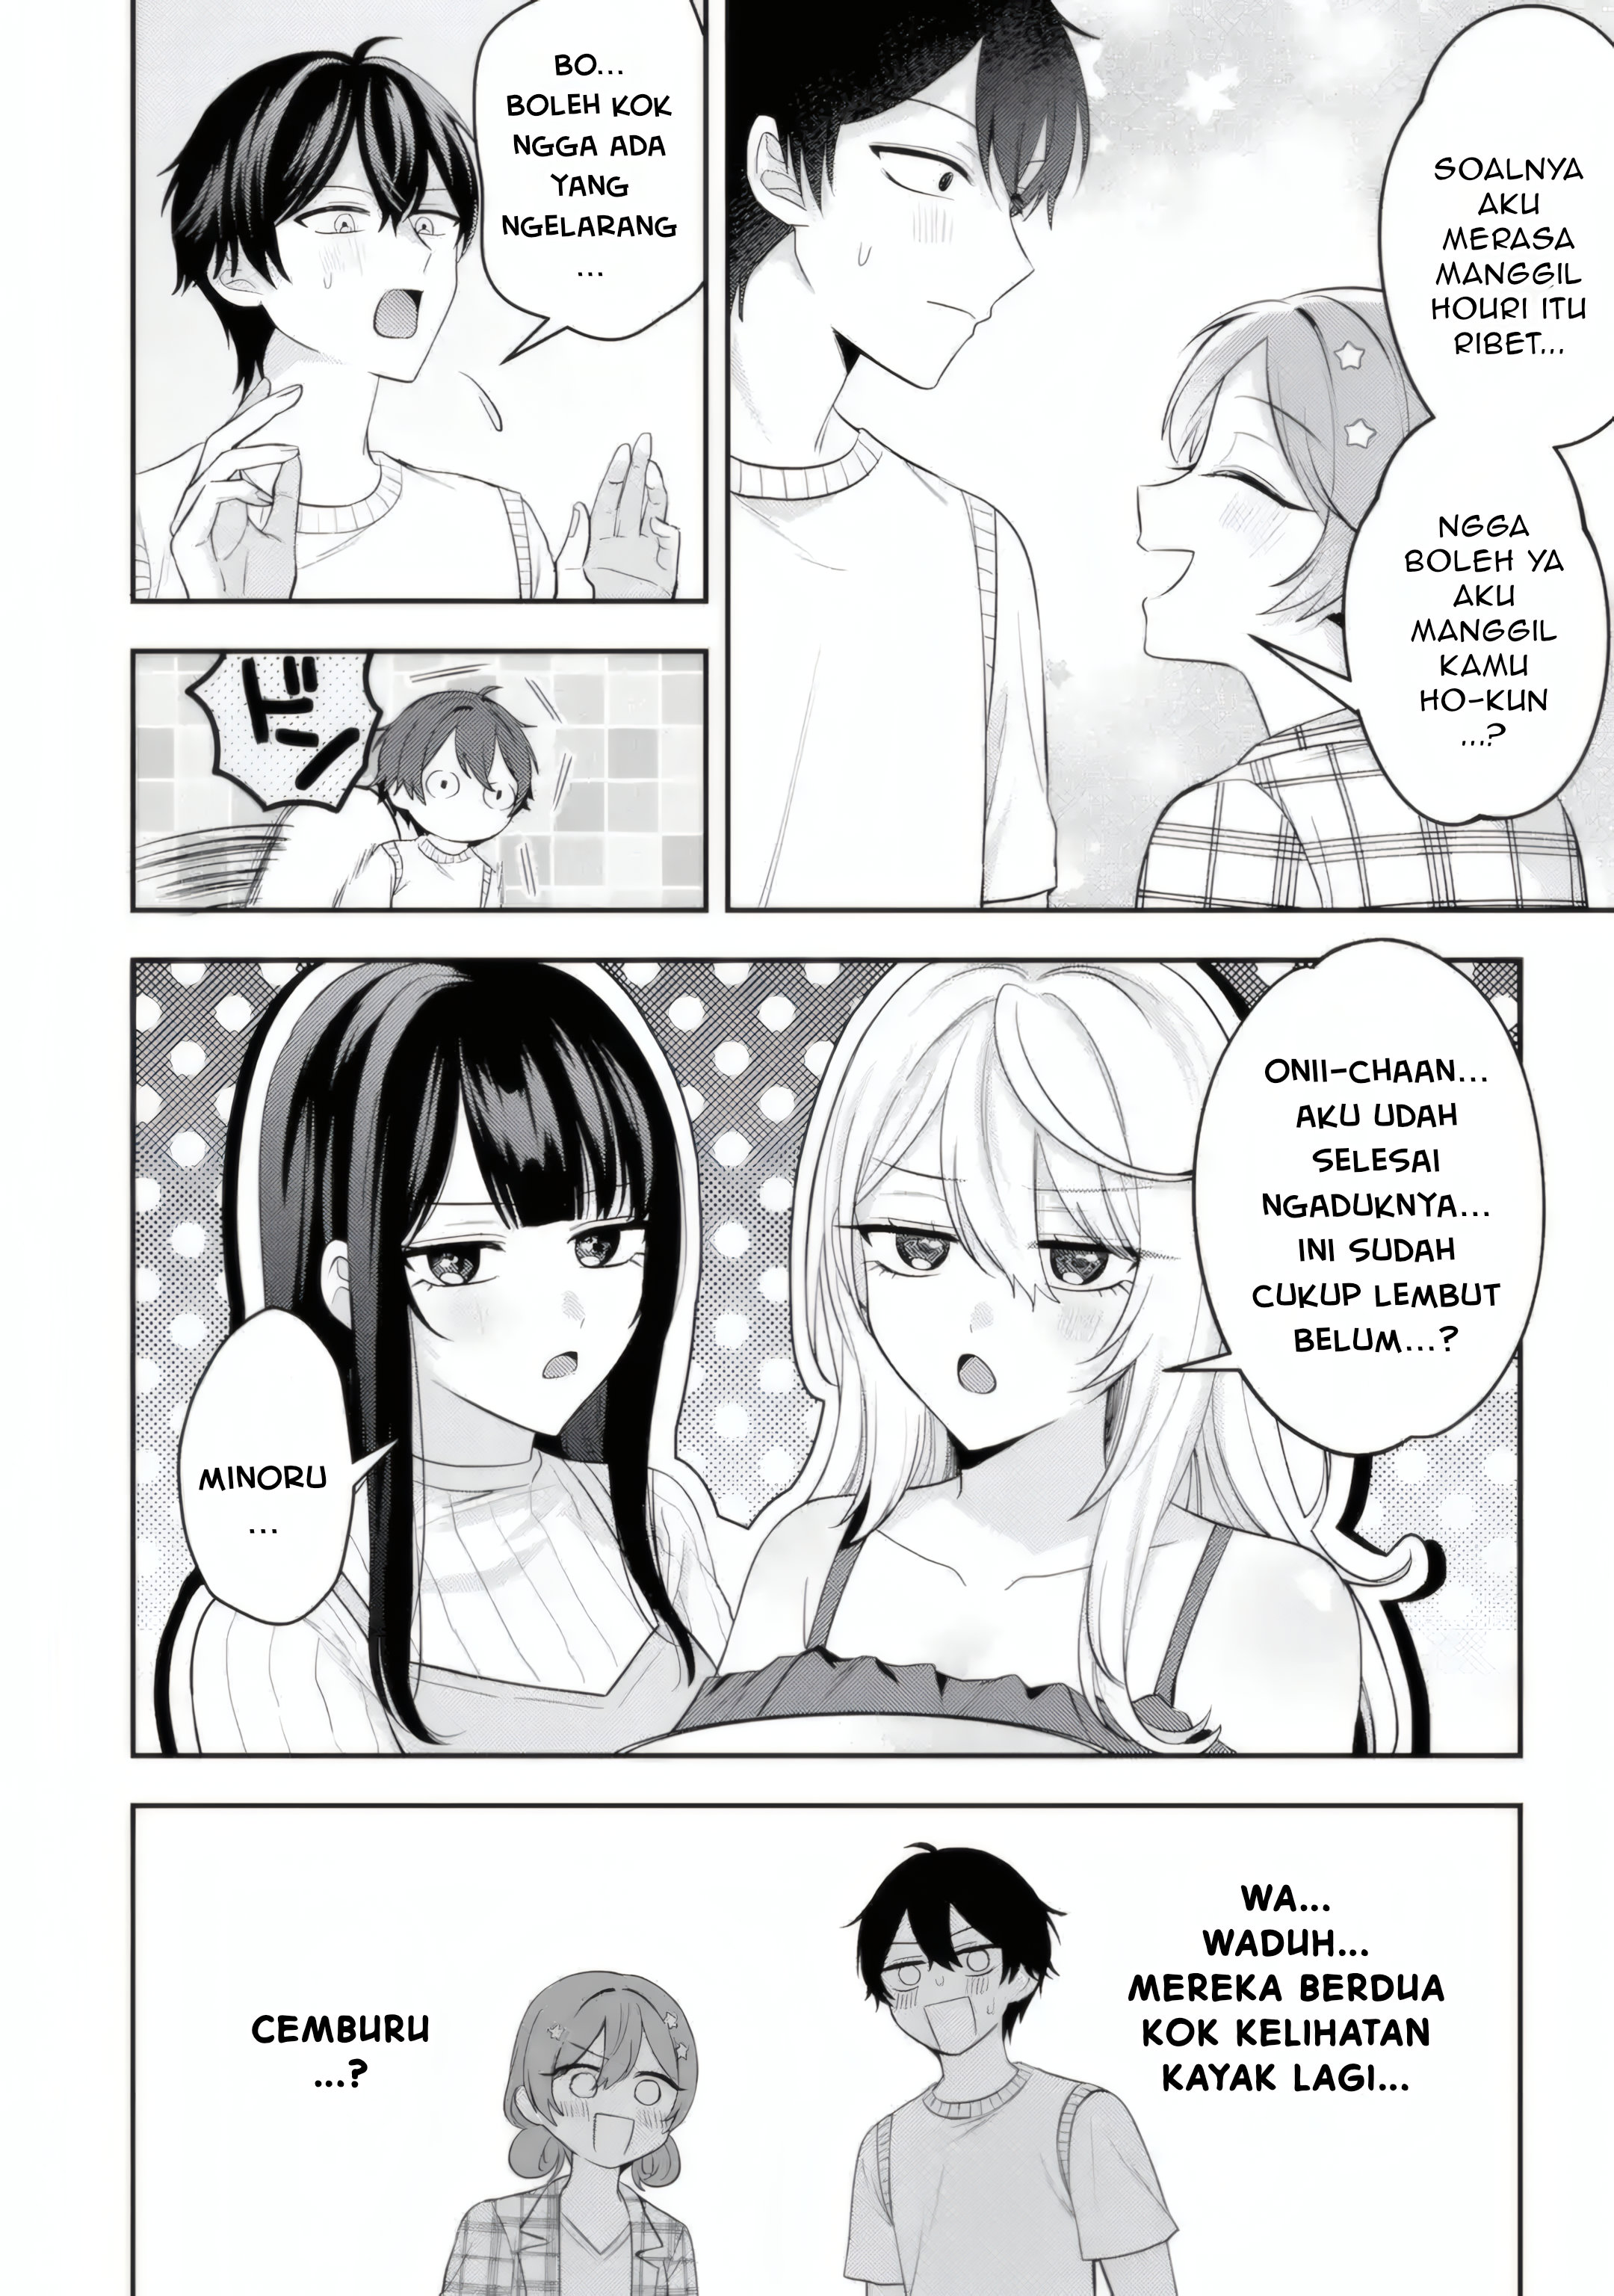 SOALNYA
AKU
MERASA
MANGGIL
HOURI ITU
RIBET...
NGGA
BOLEH YA
AKU
MANGGIL
KAMU
HO-KUN
...?
BO...
BOLEH KOK
NGGA ADA
YANG
NGELARANG
...
ドン
ONII-CHAAN...
AKU UDAH
SELESAI
NGADUKNYA...
INI SUDAH
CUKUP LEMBUT
BELUM...?
MINORU
...
WA...
WADUH...
MEREKA BERDUA
KOK KELIHATAN
KAYAK LAGI...
CEMBURU
...?